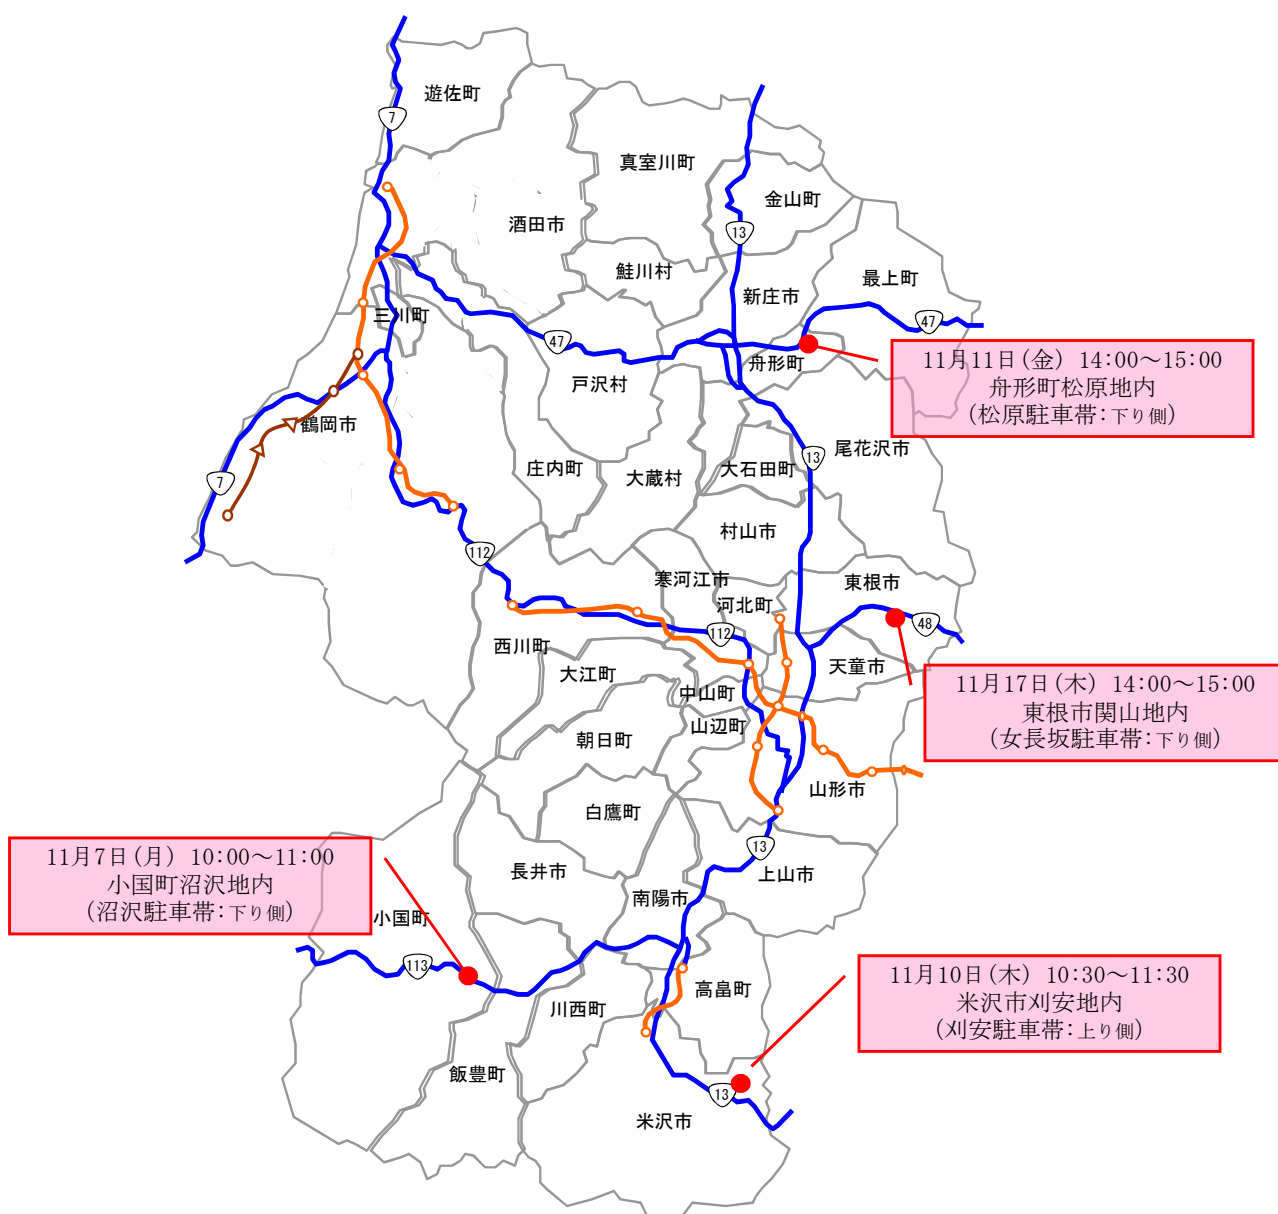 遊佐町
7
真室川町
金山町
酒田市
13
鮭川村
最上町
新庄市
三川町
47
47
舟形町
戸沢村
11月11日(金) 14:00～15:00
舟形町松原地内
(松原駐車帯:下り側)
鶴岡市
尾花沢市
13
庄内町
大蔵村
大石田町
7
村山市
112
寒河江市
東根市
河北町
48
112
西川町
天童市
大江町
中山町
11月17日(木) 14:00～15:00
東根市関山地内
(女長坂駐車帯:下り側)
山辺町
朝日町
山形市
白鷹町
13
11月7日(月) 10:00～11:00
小国町沼沢地内
(沼沢駐車帯:下り側)
長井市
上山市
南陽市
小国町
113
高畠町
11月10日(木) 10:30～11:30
米沢市刈安地内
(刈安駐車帯:上り側)
川西町
飯豊町
13
米沢市